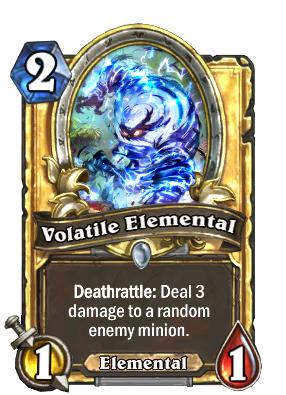 2
Volatile Elemental
Deathrattle: Deal 3
damage to a random
enemy minion.
Elemental
1
1